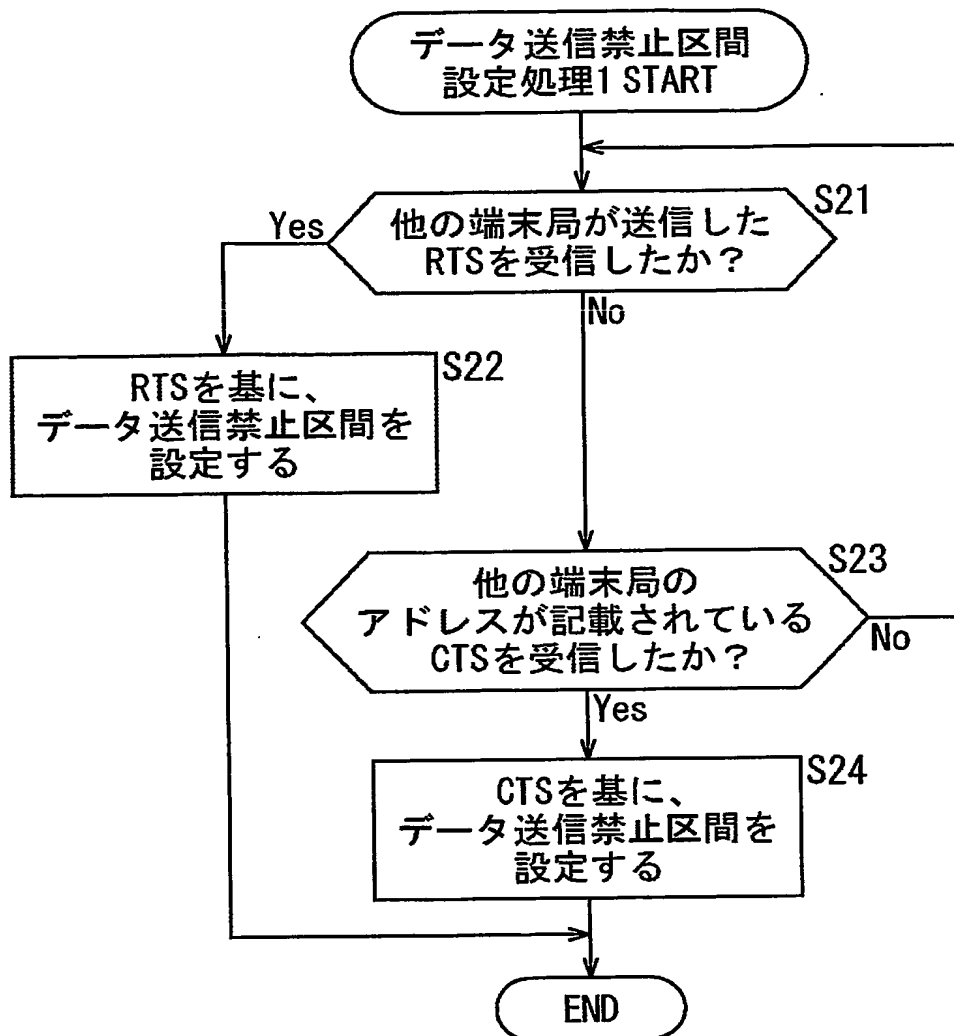 データ送信禁止区間
設定処理1 START
S21
他の端末局が送信した
RTSを受信したか?
Yes
No
S22
RTSを基に、
データ送信禁止区間を
設定する
S23
他の端末局の
アドレスが記載されている
CTSを受信したか?
No
Yes
S24
CTSを基に、
データ送信禁止区間を
設定する
END